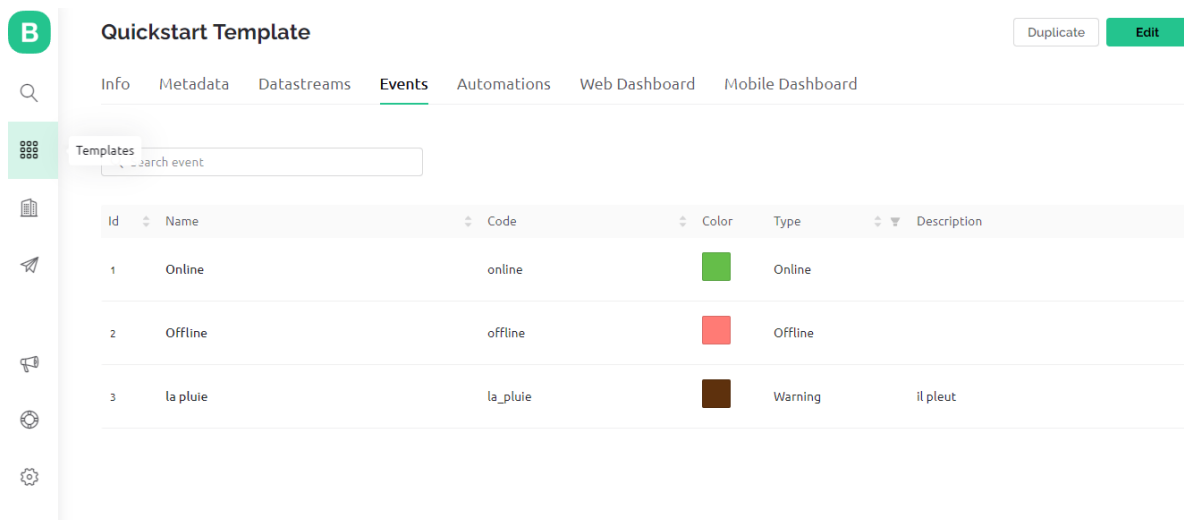 B
Quickstart Template
Duplicate
Edit
Info Metadata Datastreams Events Automations Web Dashboard Mobile Dashboard
Templates
event
Id Name Code Color Type Description
1 Online online Online
2 Offline offline Offline
3 la pluie la_pluie Warning il pleut